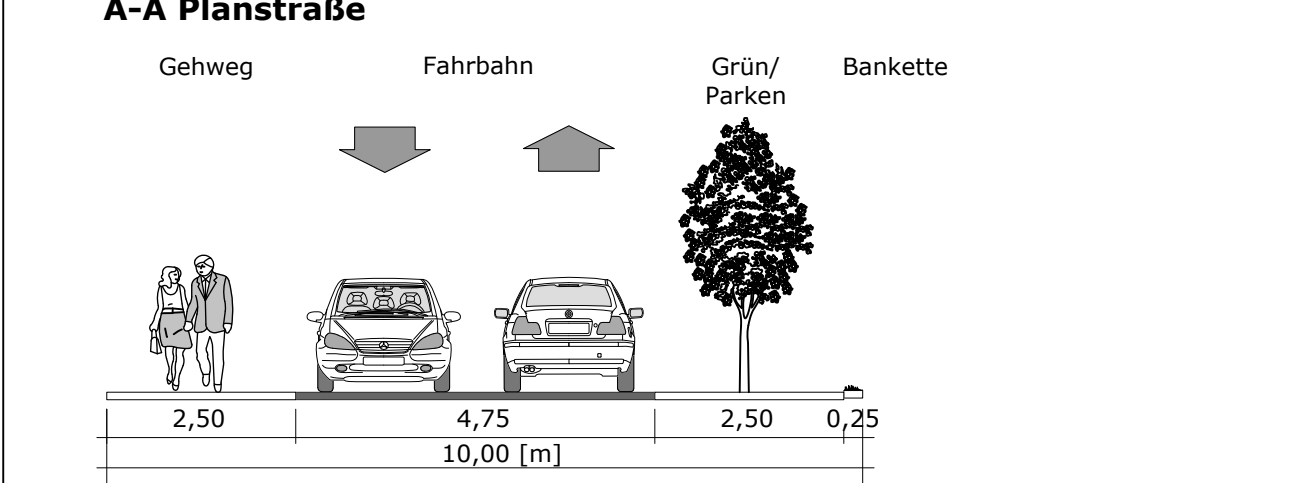 A-A Planstraße
Gehweg
Fahrbahn
Grün/
Parken
Bankette
2,50
4,75
2,50
0,25
10,00 [m]